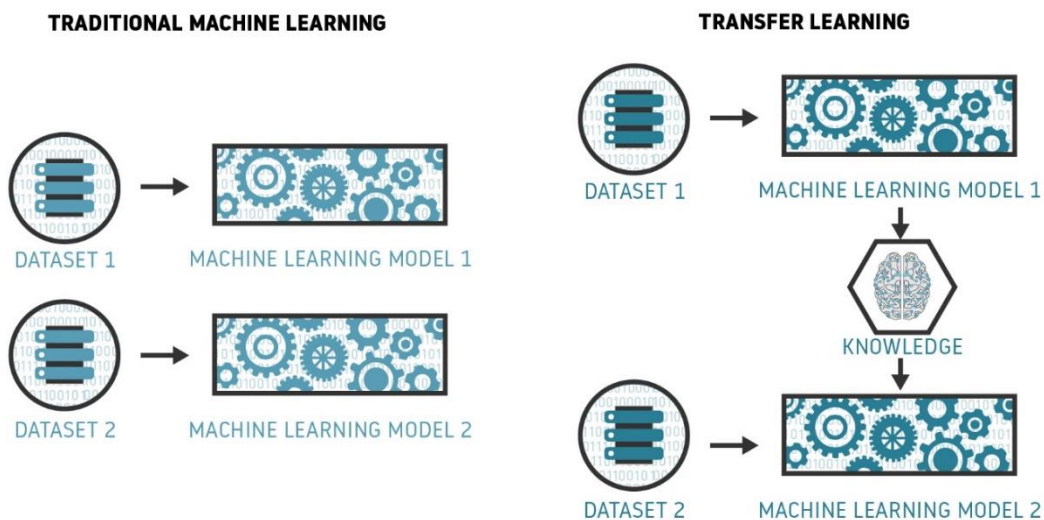 TRADITIONAL MACHINE LEARNING
DATASET 1
MACHINE LEARNING MODEL 1
DATASET 2
MACHINE LEARNING MODEL 2
TRANSFER LEARNING
DATASET 1
MACHINE LEARNING MODEL 1
KNOWLEDGE
DATASET 2
MACHINE LEARNING MODEL 2